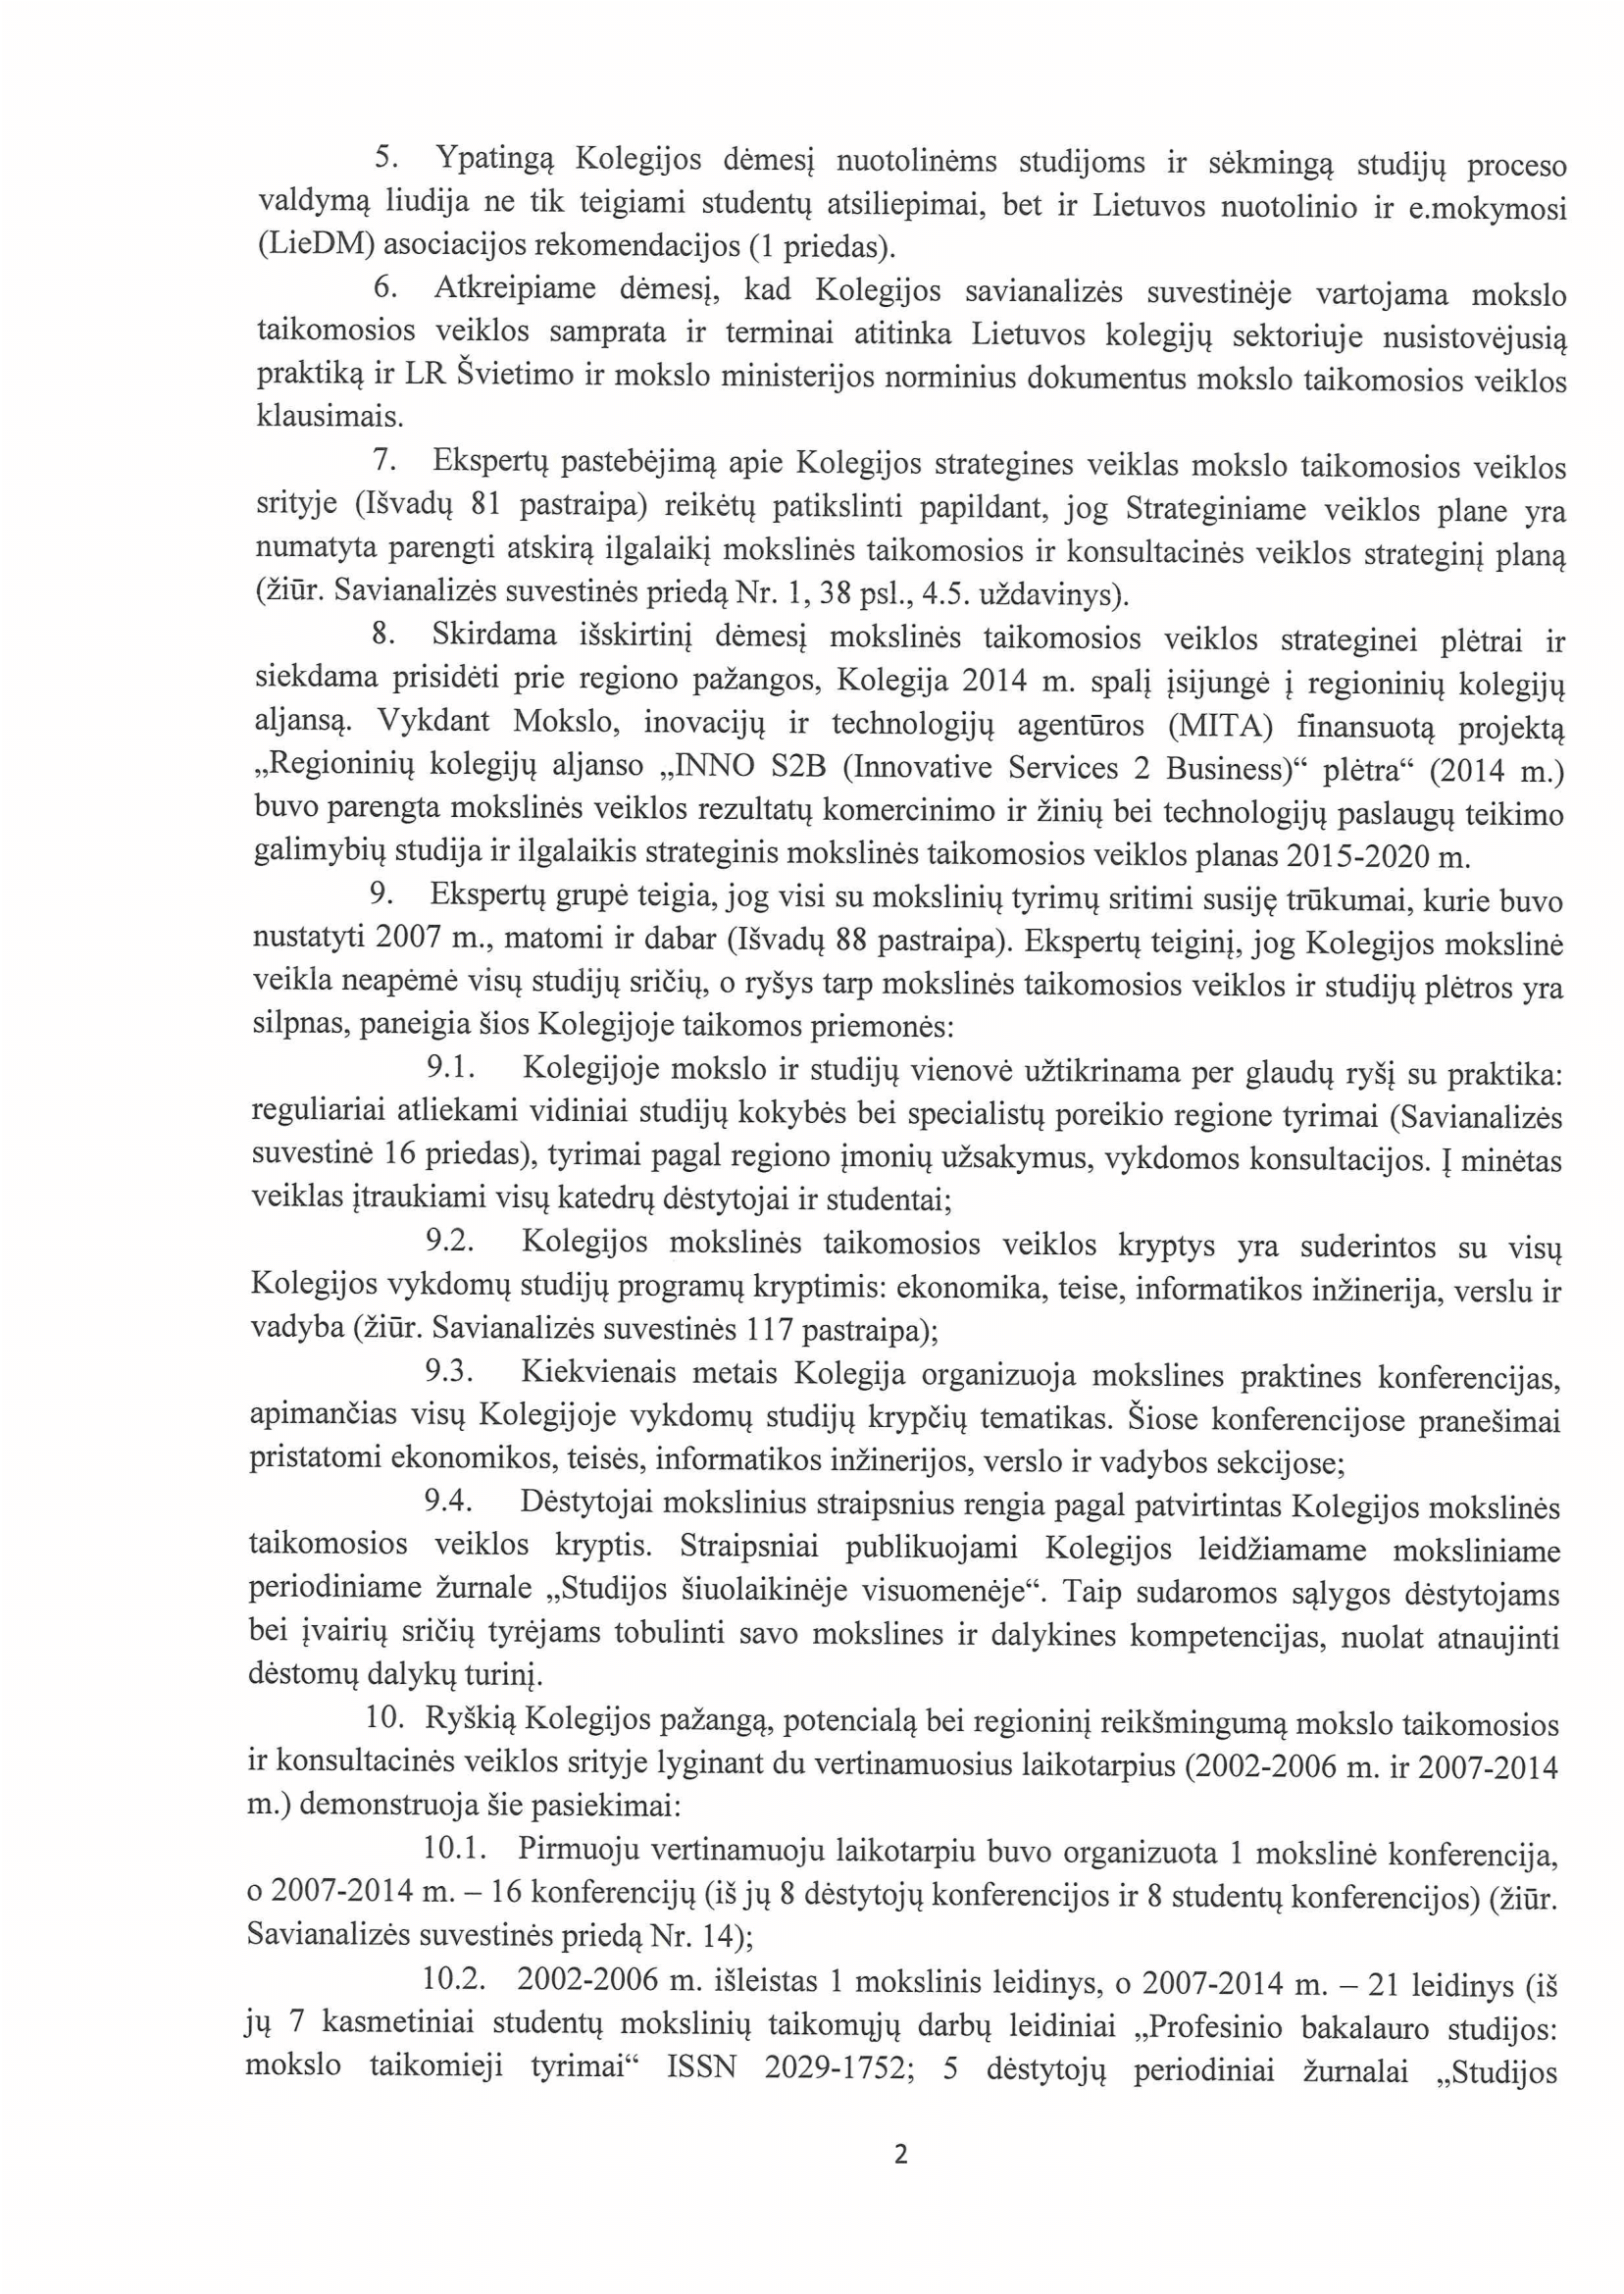 5. Ypatingą Kolegijos dėmesį nuotolinėms studijoms ir sėkmingą studijų proceso
valdymą liudija ne tik teigiami studentų atsiliepimai, bet ir Lietuvos nuotolinio ir e.mokymosi
(LieDM) asociacijos rekomendacijos (1 priedas).
6. Atkreipiame dėmesį, kad Kolegijos savianalizės suvestinėje vartojama mokslo
taikomosios veiklos samprata ir terminai atitinka Lietuvos kolegijų sektoriuje nusistovėjusią
praktiką ir LR Švietimo ir mokslo ministerijos norminius dokumentus mokslo taikomosios veiklos
klausimais.
7. Ekspertų pastebėjimą apie Kolegijos strategines veiklas mokslo taikomosios veiklos
srityje (Išvadų 81 pastraipa) reikėtų patikslinti papildant, jog Strateginiame veiklos plane yra
numatyta parengti atskirą ilgalaikį mokslinės taikomosios ir konsultacinės veiklos strateginį planą
(žiūr. Savianalizės suvestinės priedą Nr. 1, 38 psl., 4.5. uždavinys).
8. Skirdama išskirtinį dėmesį mokslinės taikomosios veiklos strateginei plėtrai ir
siekdama prisidėti prie regiono pažangos, Kolegija 2014 m. spalį įsijungė į regioninių kolegijų
aljansą. Vykdant Mokslo, inovacijų ir technologijų agentūros (MITA) finansuotą projektą
„Regioninių kolegijų aljanso „INNO S2B (Innovative Services 2 Business)“ plėtra“ (2014 m.)
buvo parengta mokslinės veiklos rezultatų komercinimo ir žinių bei technologijų paslaugų teikimo
galimybių studija ir ilgalaikis strateginis mokslinės taikomosios veiklos planas 2015-2020 m.
9. Ekspertų grupė teigia, jog visi su mokslinių tyrimų sritimi susiję trūkumai, kurie buvo
nustatyti 2007 m., matomi ir dabar (Išvadų 88 pastraipa). Ekspertų teiginį, jog Kolegijos mokslinė
veikla neapėmė visų studijų sričių, o ryšys tarp mokslinės taikomosios veiklos ir studijų plėtros yra
silpnas, paneigia šios Kolegijoje taikomos priemonės:
9.1. Kolegijoje mokslo ir studijų vienovė užtikrinama per glaudų ryšį su praktika:
reguliariai atliekami vidiniai studijų kokybės bei specialistų poreikio regione tyrimai (Savianalizės
suvestinė 16 priedas), tyrimai pagal regiono įmonių užsakymus, vykdomos konsultacijos. Į minėtas
veiklas įtraukiami visų katedrų dėstytojai ir studentai;
9.2. Kolegijos mokslinės taikomosios veiklos kryptys yra suderintos su visų
Kolegijos vykdomų studijų programų kryptimis: ekonomika, teise, informatikos inžinerija, verslu ir
vadyba (žiūr. Savianalizės suvestinės 117 pastraipa);
9.3. Kiekvienais metais Kolegija organizuoja mokslines praktines konferencijas,
apimančias visų Kolegijoje vykdomų studijų krypčių tematikas. Šiose konferencijose pranešimai
pristatomi ekonomikos, teisės, informatikos inžinerijos, verslo ir vadybos sekcijose;
9.4. Dėstytojai mokslinius straipsnius rengia pagal patvirtintas Kolegijos mokslinės
taikomosios veiklos kryptis. Straipsniai publikuojami Kolegijos leidžiamame moksliniame
periodiniame žurnale „Studijos šiuolaikinėje visuomenėje“. Taip sudaromos sąlygos dėstytojams
bei įvairių sričių tyrėjams tobulinti savo mokslines ir dalykines kompetencijas, nuolat atnaujinti
dėstomų dalykų turinį.
10. Ryškią Kolegijos pažangą, potencialą bei regioninį reikšmingumą mokslo taikomosios
ir konsultacinės veiklos srityje lyginant du vertinamuosius laikotarpius (2002-2006 m. ir 2007-2014
m.) demonstruoja šie pasiekimai:
10.1. Pirmuoju vertinamuoju laikotarpiu buvo organizuota 1 mokslinė konferencija,
o 2007-2014 m. – 16 konferencijų (iš jų 8 dėstytojų konferencijos ir 8 studentų konferencijos) (žiūr.
Savianalizės suvestinės priedą Nr. 14);
10.2. 2002-2006 m. išleistas 1 mokslinis leidinys, o 2007-2014 m. – 21 leidinys (iš
jų 7 kasmetiniai studentų mokslinių taikomųjų darbų leidiniai „Profesinio bakalauro studijos:
mokslo taikomieji tyrimai“ ISSN 2029-1752; 5 dėstytojų periodiniai žurnalai „Studijos
2